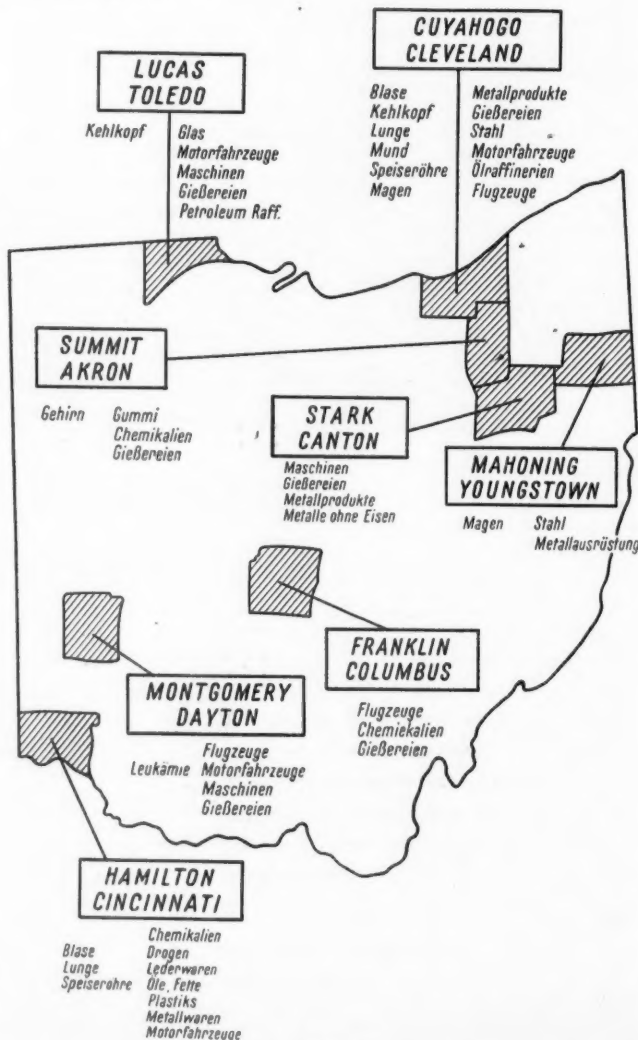 CUYAHOGO
CLEVELAND
Blase Metallprodukte
Kehlkopf Gießereien
Lunge Stahl
Mund Motorfahrzeuge
Speiseröhre Ölraffinerien
Magen Flugzeuge
LUCAS
TOLEDO
Kehlkopf Glas
Motorfahrzeuge
Maschinen
Gießereien
Petroleum Raff.
SUMMIT
AKRON
Gehirn Gummi
Chemikalien
Gießereien
STARK
CANTON
Maschinen
Gießereien
Metallprodukte
Metalle ohne Eisen
MAHONING
YOUNGSTOWN
Magen Stahl
Metallausrüstung
FRANKLIN
COLUMBUS
Flugzeuge
Chemiekalien
Gießereien
MONTGOMERY
DAYTON
Flugzeuge
Leukämie Motorfahrzeuge
Maschinen
Gießereien
HAMILTON
CINCINNATI
Chemikalien
Blase Drogen
Lunge Lederwaren
Speiseröhre Öle, Fette
Plastiks
Metallwaren
Motorfahrzeuge